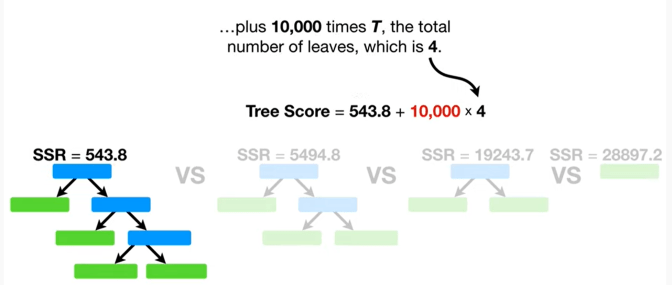 …plus 10,000 times T, the total
number of leaves, which is 4.
Tree Score = 543.8 + 10,000 x 4
SSR = 543.8
VS
SSR = 5494.8
VS
SSR = 19243.7
VS
SSR = 28897.2